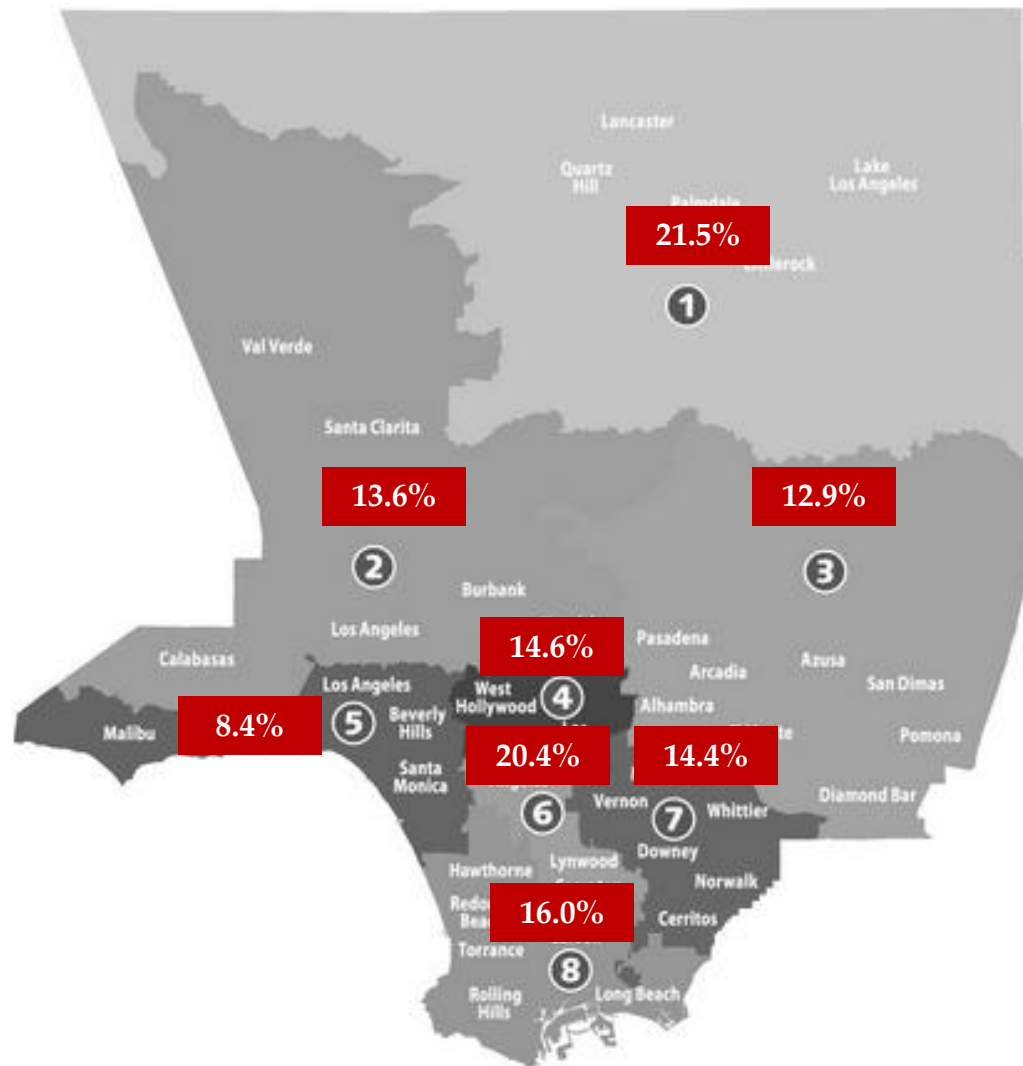 Lancaster
Quartz
Hill
Lake
Los Angeles
Palmdale
21.5%
1
Val Verde
Santa Clarita
13.6%
12.9%
2
3
Burbank
Los Angeles
Pasadena
14.6%
Calabasas
Arcadia
Azusa
San Dimas
Los Angeles
West
Hollywood
4
Alhambra
5
Beverly
Hills
Malibu
8.4%
Pomona
20.4%
14.4%
Santa
Monica
Vernon
Whittier
Diamond Bar
6
7
Downey
Hawthorne
Lynwood
Norwalk
16.0%
Cerritos
Torrance
8
Rolling
Hills
Long Beach